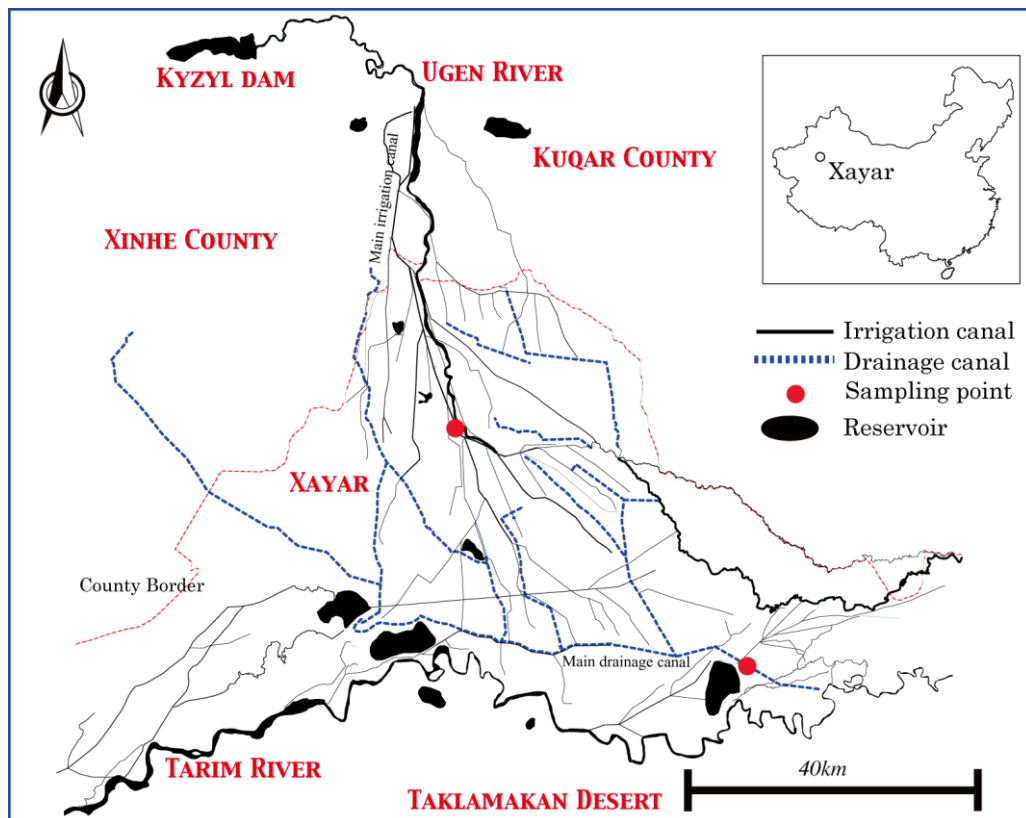 KYZYL DAM
UGEN RIVER
KUQAR COUNTY
Main irrigation canal
XINHE COUNTY
Xayar
Irrigation canal
Drainage canal
Sampling point
Reservoir
XAYAR
County Border
Main drainage canal
TARIM RIVER
40km
TAKLAMAKAN DESERT